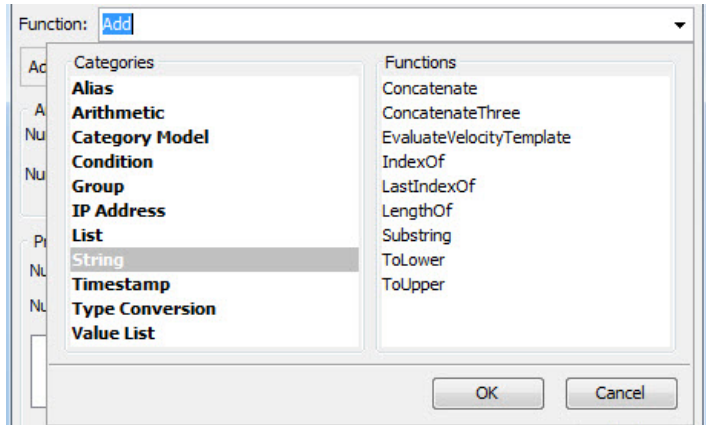 Function: Add
Ad
Categories
Alias
Arithmetic
Category Model
Condition
Group
IP Address
List
String
Timestamp
Type Conversion
Value List
Functions
Concatenate
ConcatenateThree
EvaluateVelocityTemplate
IndexOf
LastIndexOf
LengthOf
Substring
ToLower
ToUpper
OK Cancel